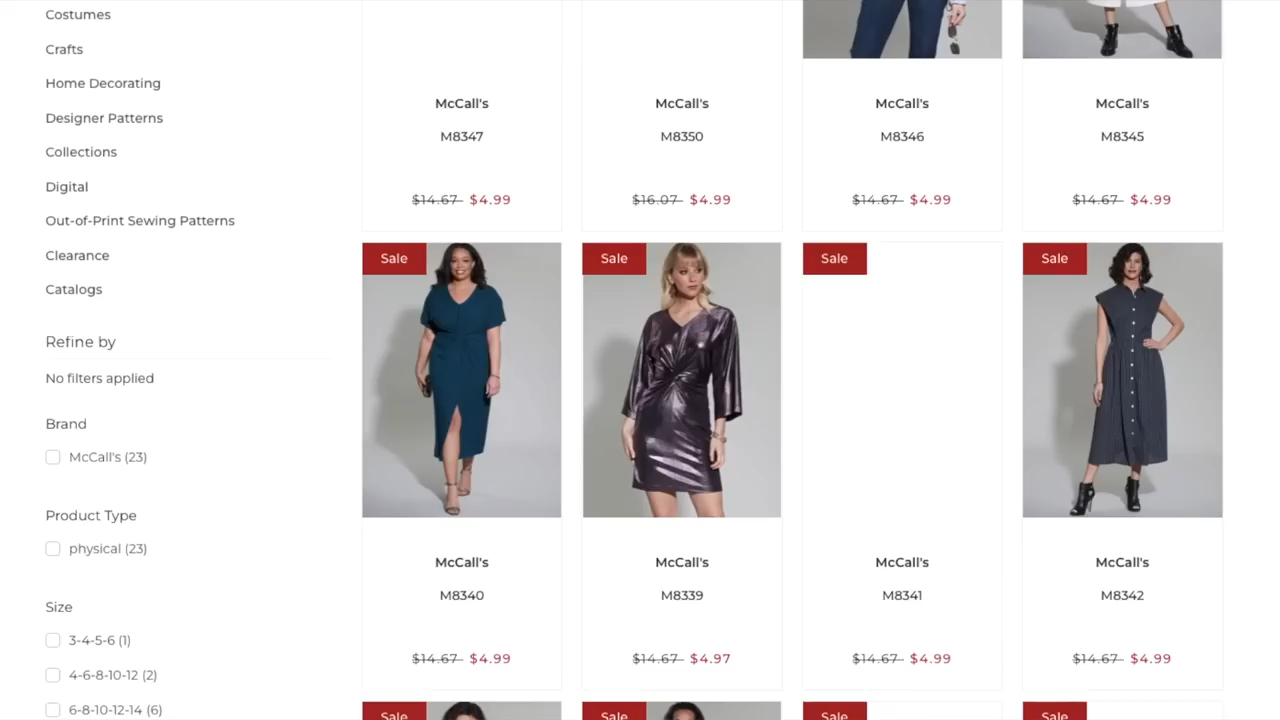 Costumes
Crafts
Home Decorating
Designer Patterns
Collections
Digital
Out-of-Print Sewing Patterns
Clearance
Catalogs
Refine by
No filters applied
Brand
McCall's (23)
Product Type
physical (23)
Size
3-4-5-6 (1)
4-6-8-10-12 (2)
6-8-10-12-14 (6)
McCall's
M8347
$14.67 $4.99
McCall's
M8350
$16.07 $4.99
McCall's
M8346
$14.67 $4.99
McCall's
M8345
$14.67 $4.99
Sale
McCall's
M8340
$14.67 $4.99
Sale
McCall's
M8339
$14.67 $4.97
Sale
McCall's
M8341
$14.67 $4.99
Sale
McCall's
M8342
$14.67 $4.99
Sale
Sale
Sale
Sale